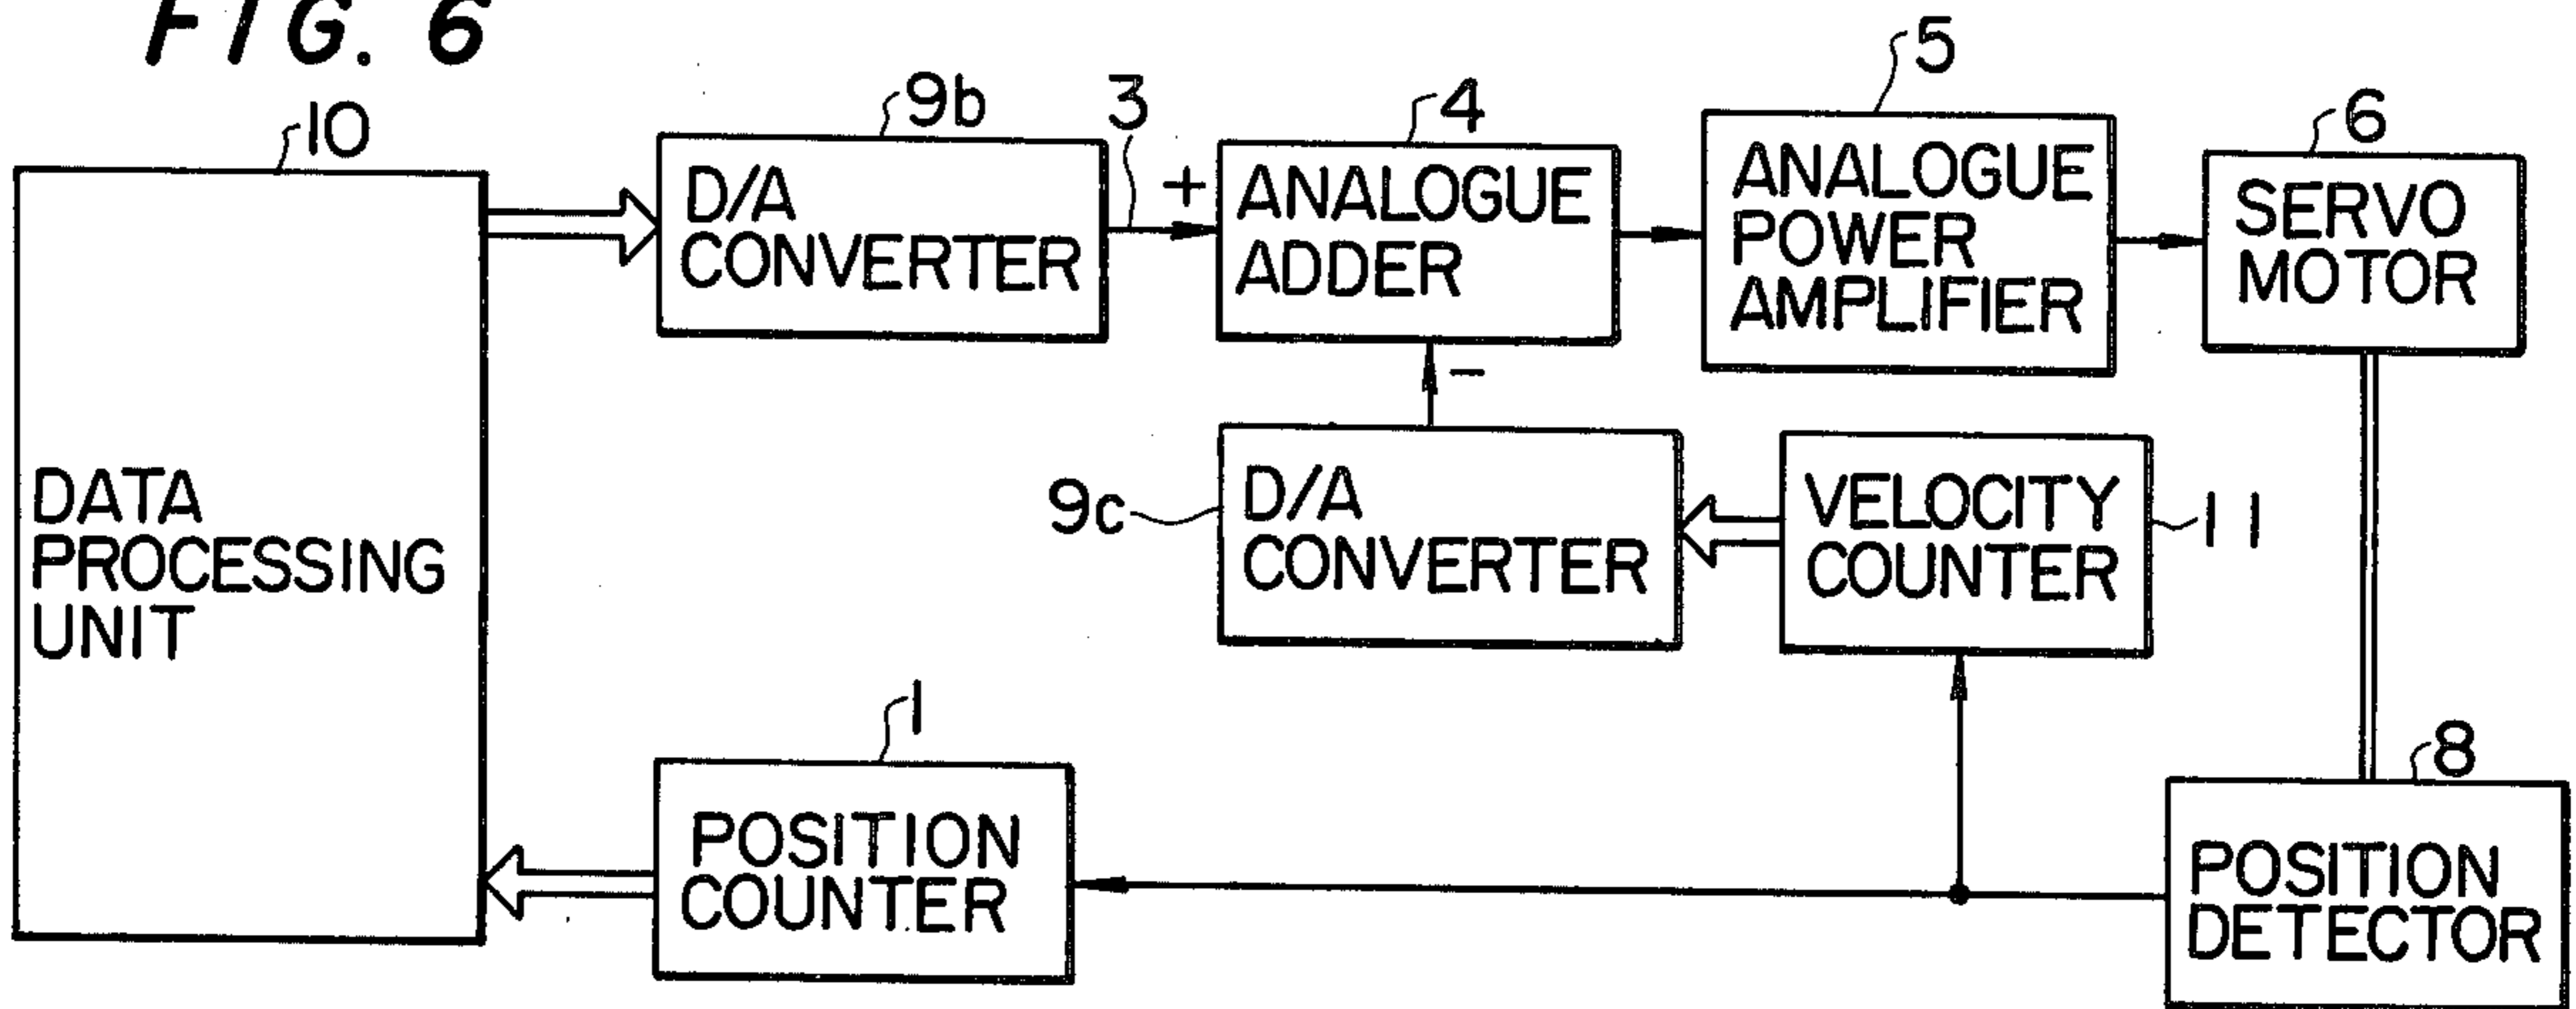 FIG. 6
10
9b
3
4
5
6
D/A
CONVERTER
+
ANALOGUE
ADDER
ANALOGUE
POWER
AMPLIFIER
SERVO
MOTOR
-
DATA
PROCESSING
UNIT
9c
D/A
CONVERTER
VELOCITY
COUNTER
11
1
POSITION
COUNTER
8
POSITION
DETECTOR